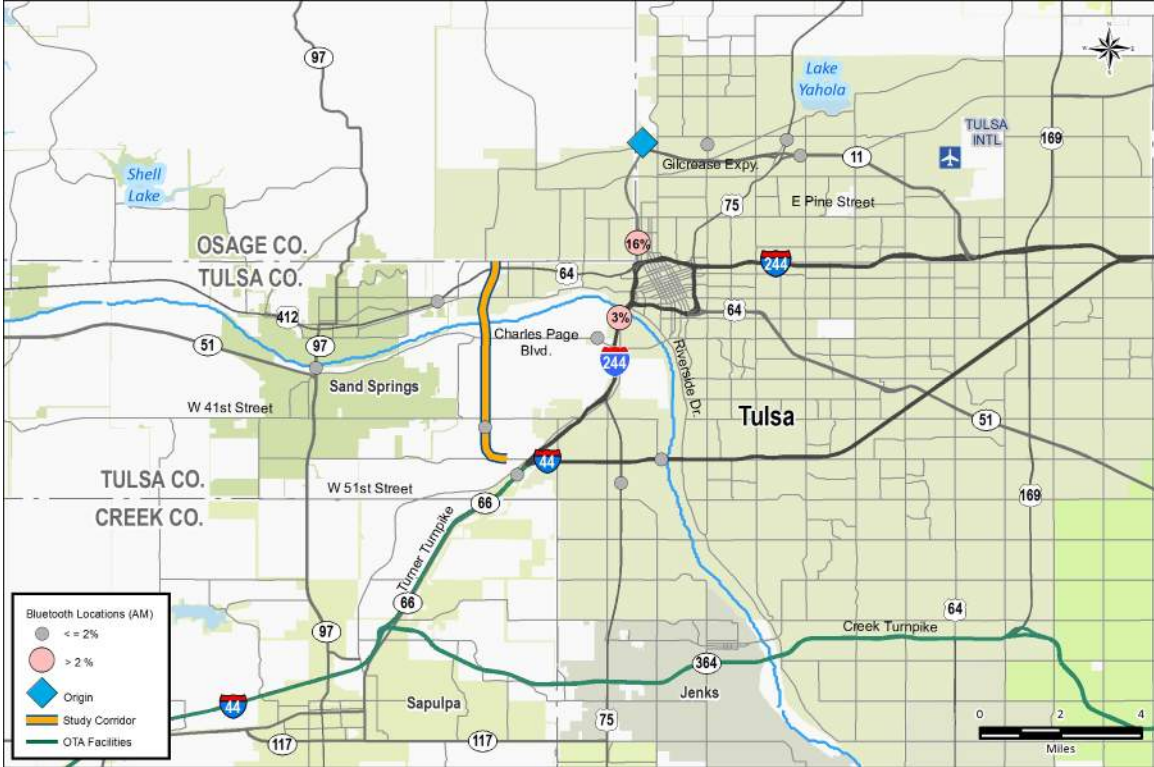 97
Lake
Yahola
N
TULSA
INTL
169
Gilcrease Expy.
11
Shell
Lake
75
E Pine Street
OSAGE CO.
TULSA CO.
16%
64
244
412
3%
64
51
97
Charles Page
Blvd.
244
Riverside Dr.
Sand Springs
W 41st Street
Tulsa
51
44
TULSA CO.
CREEK CO.
W 51st Street
66
169
Turner Turnpike
66
64
Creek Turnpike
97
364
Jenks
Sapulpa
44
75
117
117
Bluetooth Locations (AM)
< = 2%
> 2 %
Origin
Study Corridor
OTA Facilities
0 2 4
Miles